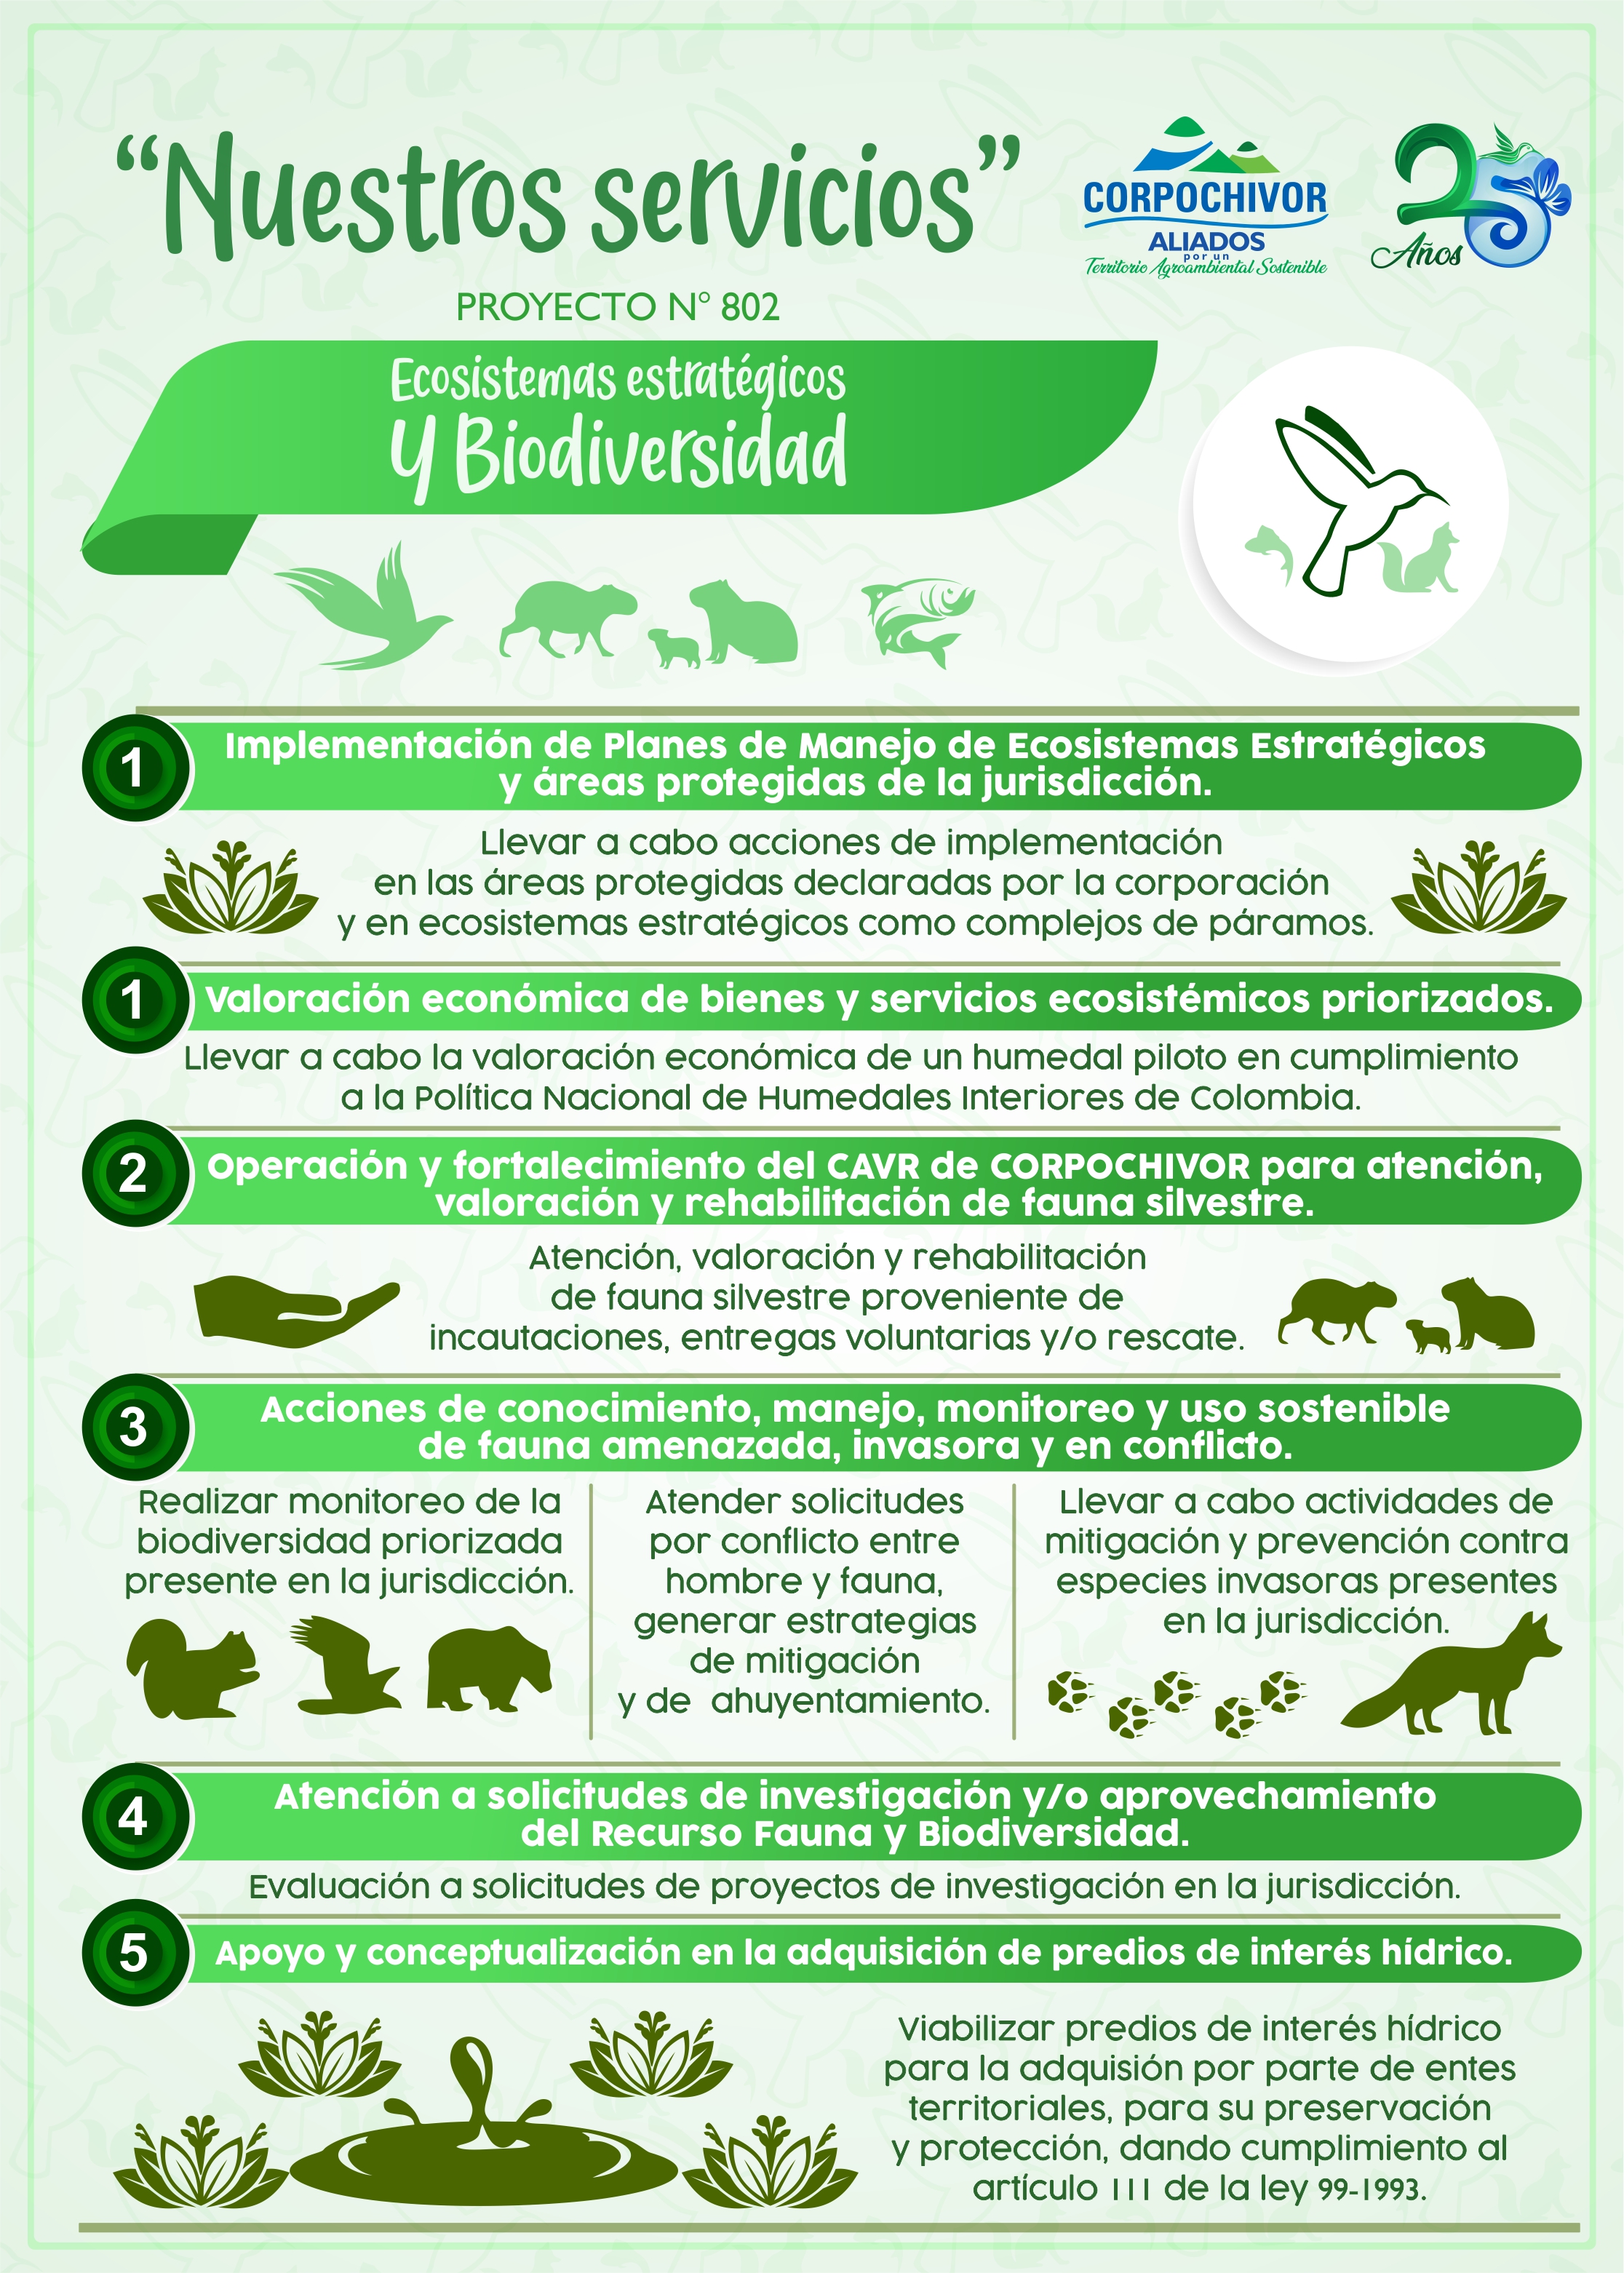 “Nuestros servicios”
CORPOCHIVOR
ALIADOS
por un
Territorio Agroambiental Sostenible
25
Años
PROYECTO N° 802
Ecosistemas estratégicos
Y Biodiversidad
1
Implementación de Planes de Manejo de Ecosistemas Estratégicos
y áreas protegidas de la jurisdicción.
Llevar a cabo acciones de implementación
en las áreas protegidas declaradas por la corporación
y en ecosistemas estratégicos como complejos de páramos.
1
Valoración económica de bienes y servicios ecosistémicos priorizados.
Llevar a cabo la valoración económica de un humedal piloto en cumplimiento
a la Política Nacional de Humedales Interiores de Colombia.
2
Operación y fortalecimiento del CAVR de CORPOCHIVOR para atención,
valoración y rehabilitación de fauna silvestre.
Atención, valoración y rehabilitación
de fauna silvestre proveniente de
incautaciones, entregas voluntarias y/o rescate.
3
Acciones de conocimiento, manejo, monitoreo y uso sostenible
de fauna amenazada, invasora y en conflicto.
Realizar monitoreo de la
biodiversidad priorizada
presente en la jurisdicción.
Atender solicitudes
por conflicto entre
hombre y fauna,
generar estrategias
de mitigación
y de ahuyentamiento.
Llevar a cabo actividades de
mitigación y prevención contra
especies invasoras presentes
en la jurisdicción.
4
Atención a solicitudes de investigación y/o aprovechamiento
del Recurso Fauna y Biodiversidad.
Evaluación a solicitudes de proyectos de investigación en la jurisdicción.
5
Apoyo y conceptualización en la adquisición de predios de interés hídrico.
Viabilizar predios de interés hídrico
para la adquisión por parte de entes
territoriales, para su preservación
y protección, dando cumplimiento al
artículo 111 de la ley 99-1993.